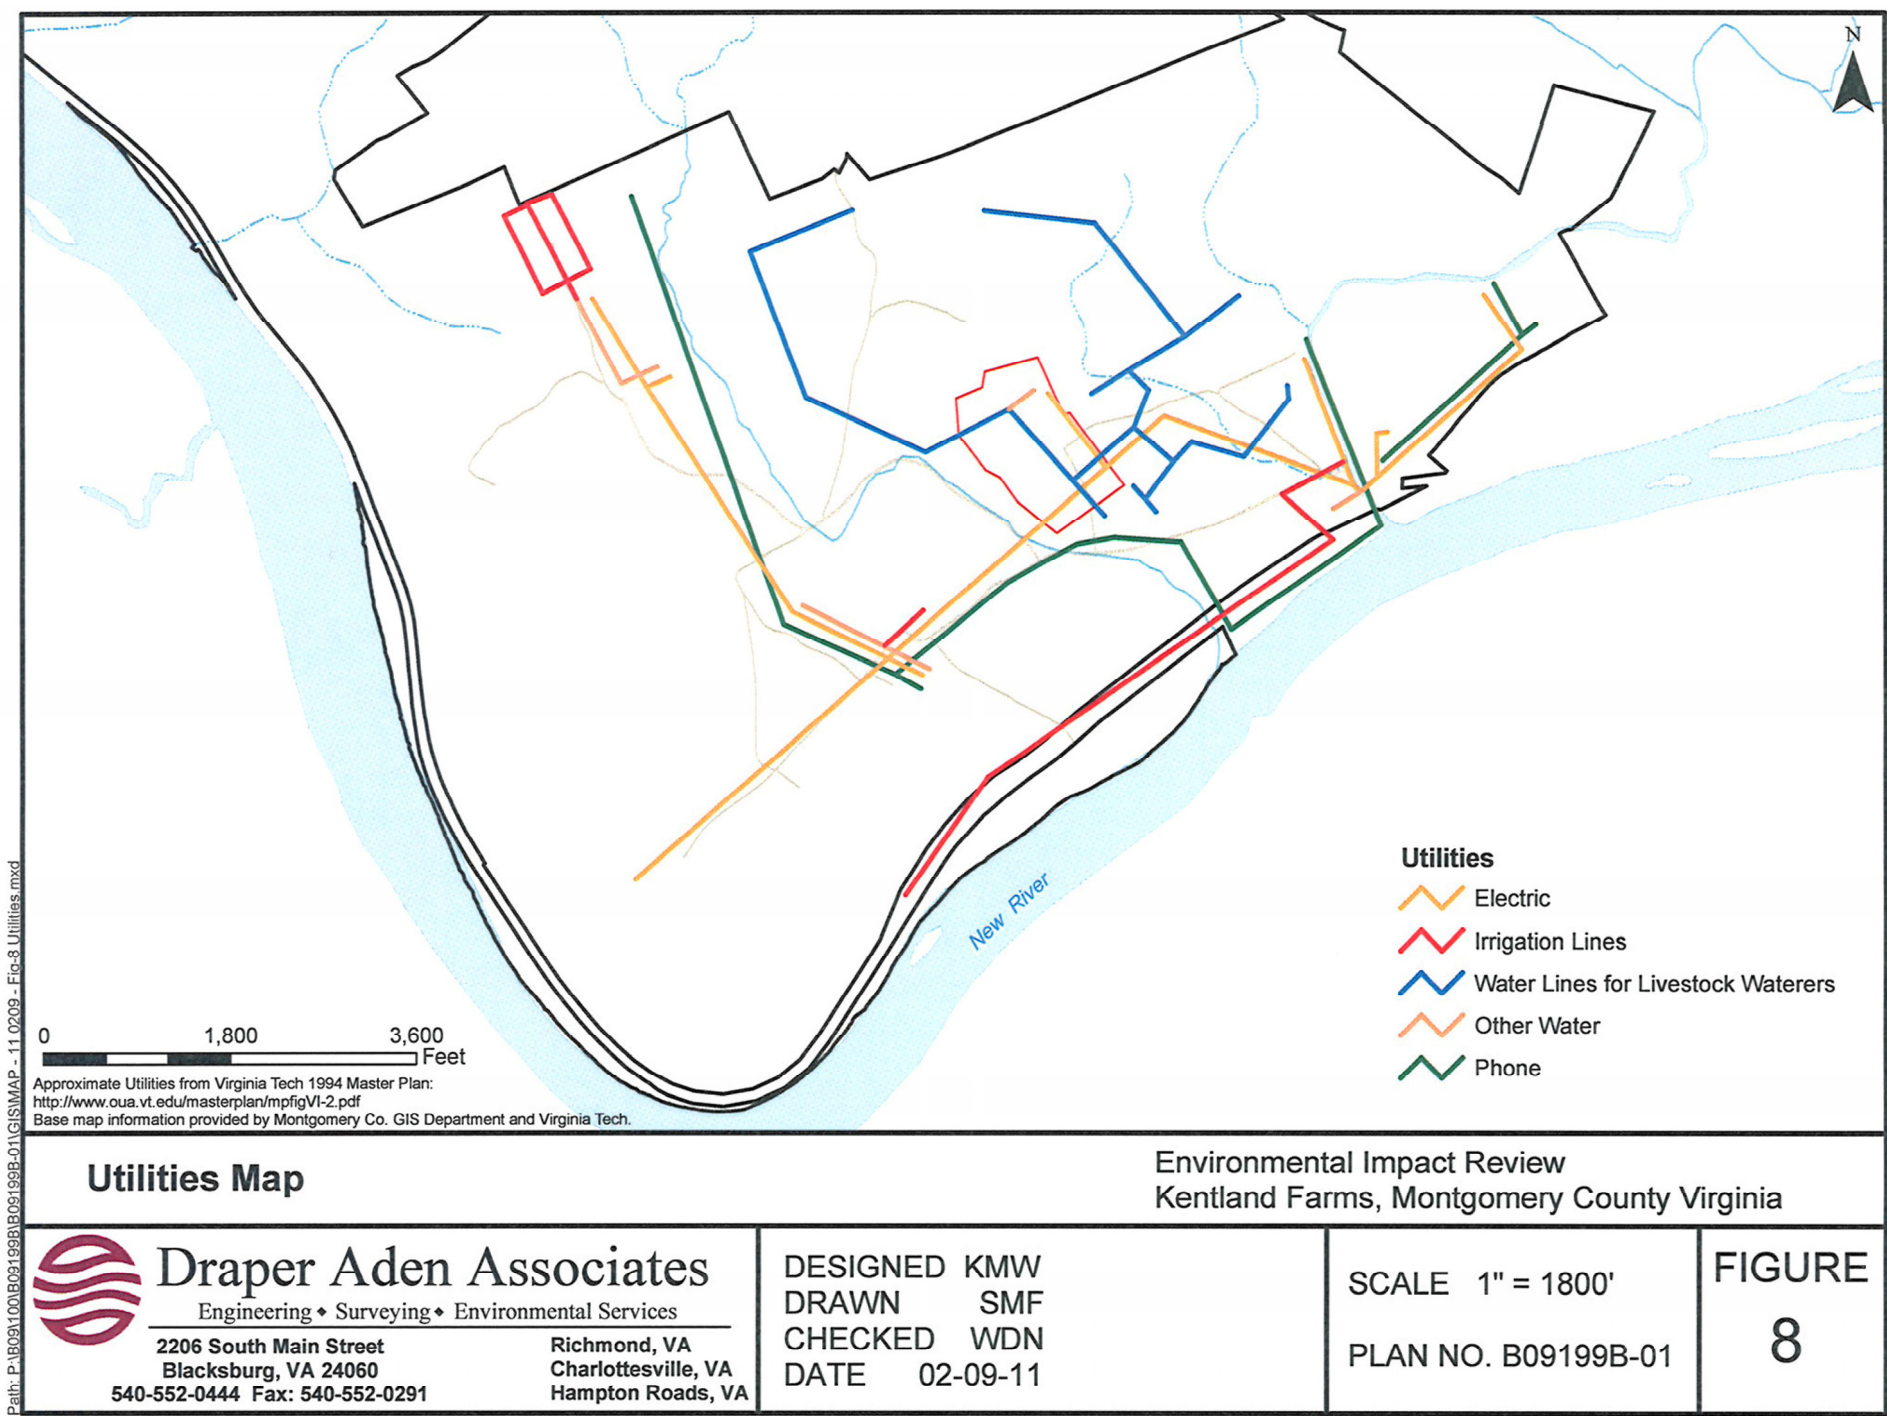 N
New River
Utilities
Electric
Irrigation Lines
Water Lines for Livestock Waterers
Other Water
Phone
0 1,800 3,600
Feet
Approximate Utilities from Virginia Tech 1994 Master Plan:
http://www.oua.vt.edu/masterplan/mpfigVI-2.pdf
Base map information provided by Montgomery Co. GIS Department and Virginia Tech.
Path: P:\B09\100\B09199B\B09199B-01\GIS\MAP - 11 0209 - Fig-8 Utilities.mxd
Utilities Map
Environmental Impact Review
Kentland Farms, Montgomery County Virginia
Draper Aden Associates
Engineering ♦ Surveying ♦ Environmental Services
2206 South Main Street
Blacksburg, VA 24060
540-552-0444 Fax: 540-552-0291
Richmond, VA
Charlottesville, VA
Hampton Roads, VA
DESIGNED KMW
DRAWN SMF
CHECKED WDN
DATE 02-09-11
SCALE 1" = 1800'
PLAN NO. B09199B-01
FIGURE
8